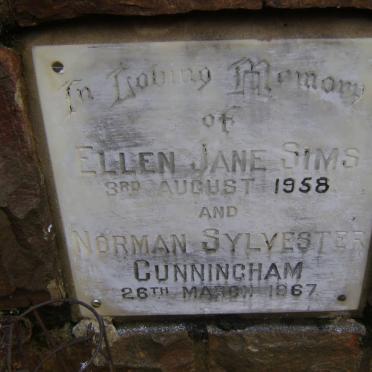 In Loving Memory
of
ELLEN JANE SIMS
3RD AUGUST 1958
AND
NORMAN SYLVESTER
CUNNINGHAM
26TH MARCH 1967